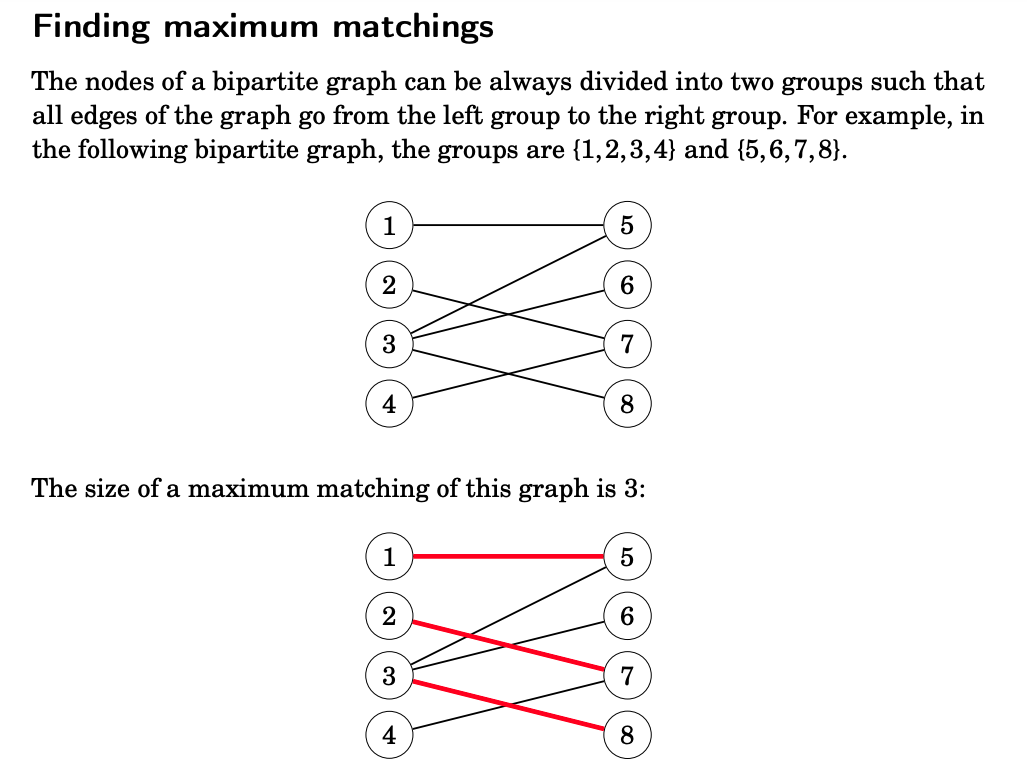 Finding maximum matchings
The nodes of a bipartite graph can be always divided into two groups such that
all edges of the graph go from the left group to the right group. For example, in
the following bipartite graph, the groups are {1,2,3,4} and {5,6,7,8}.
1 5
2 6
3 7
4 8
The size of a maximum matching of this graph is 3:
1 5
2 6
3 7
4 8